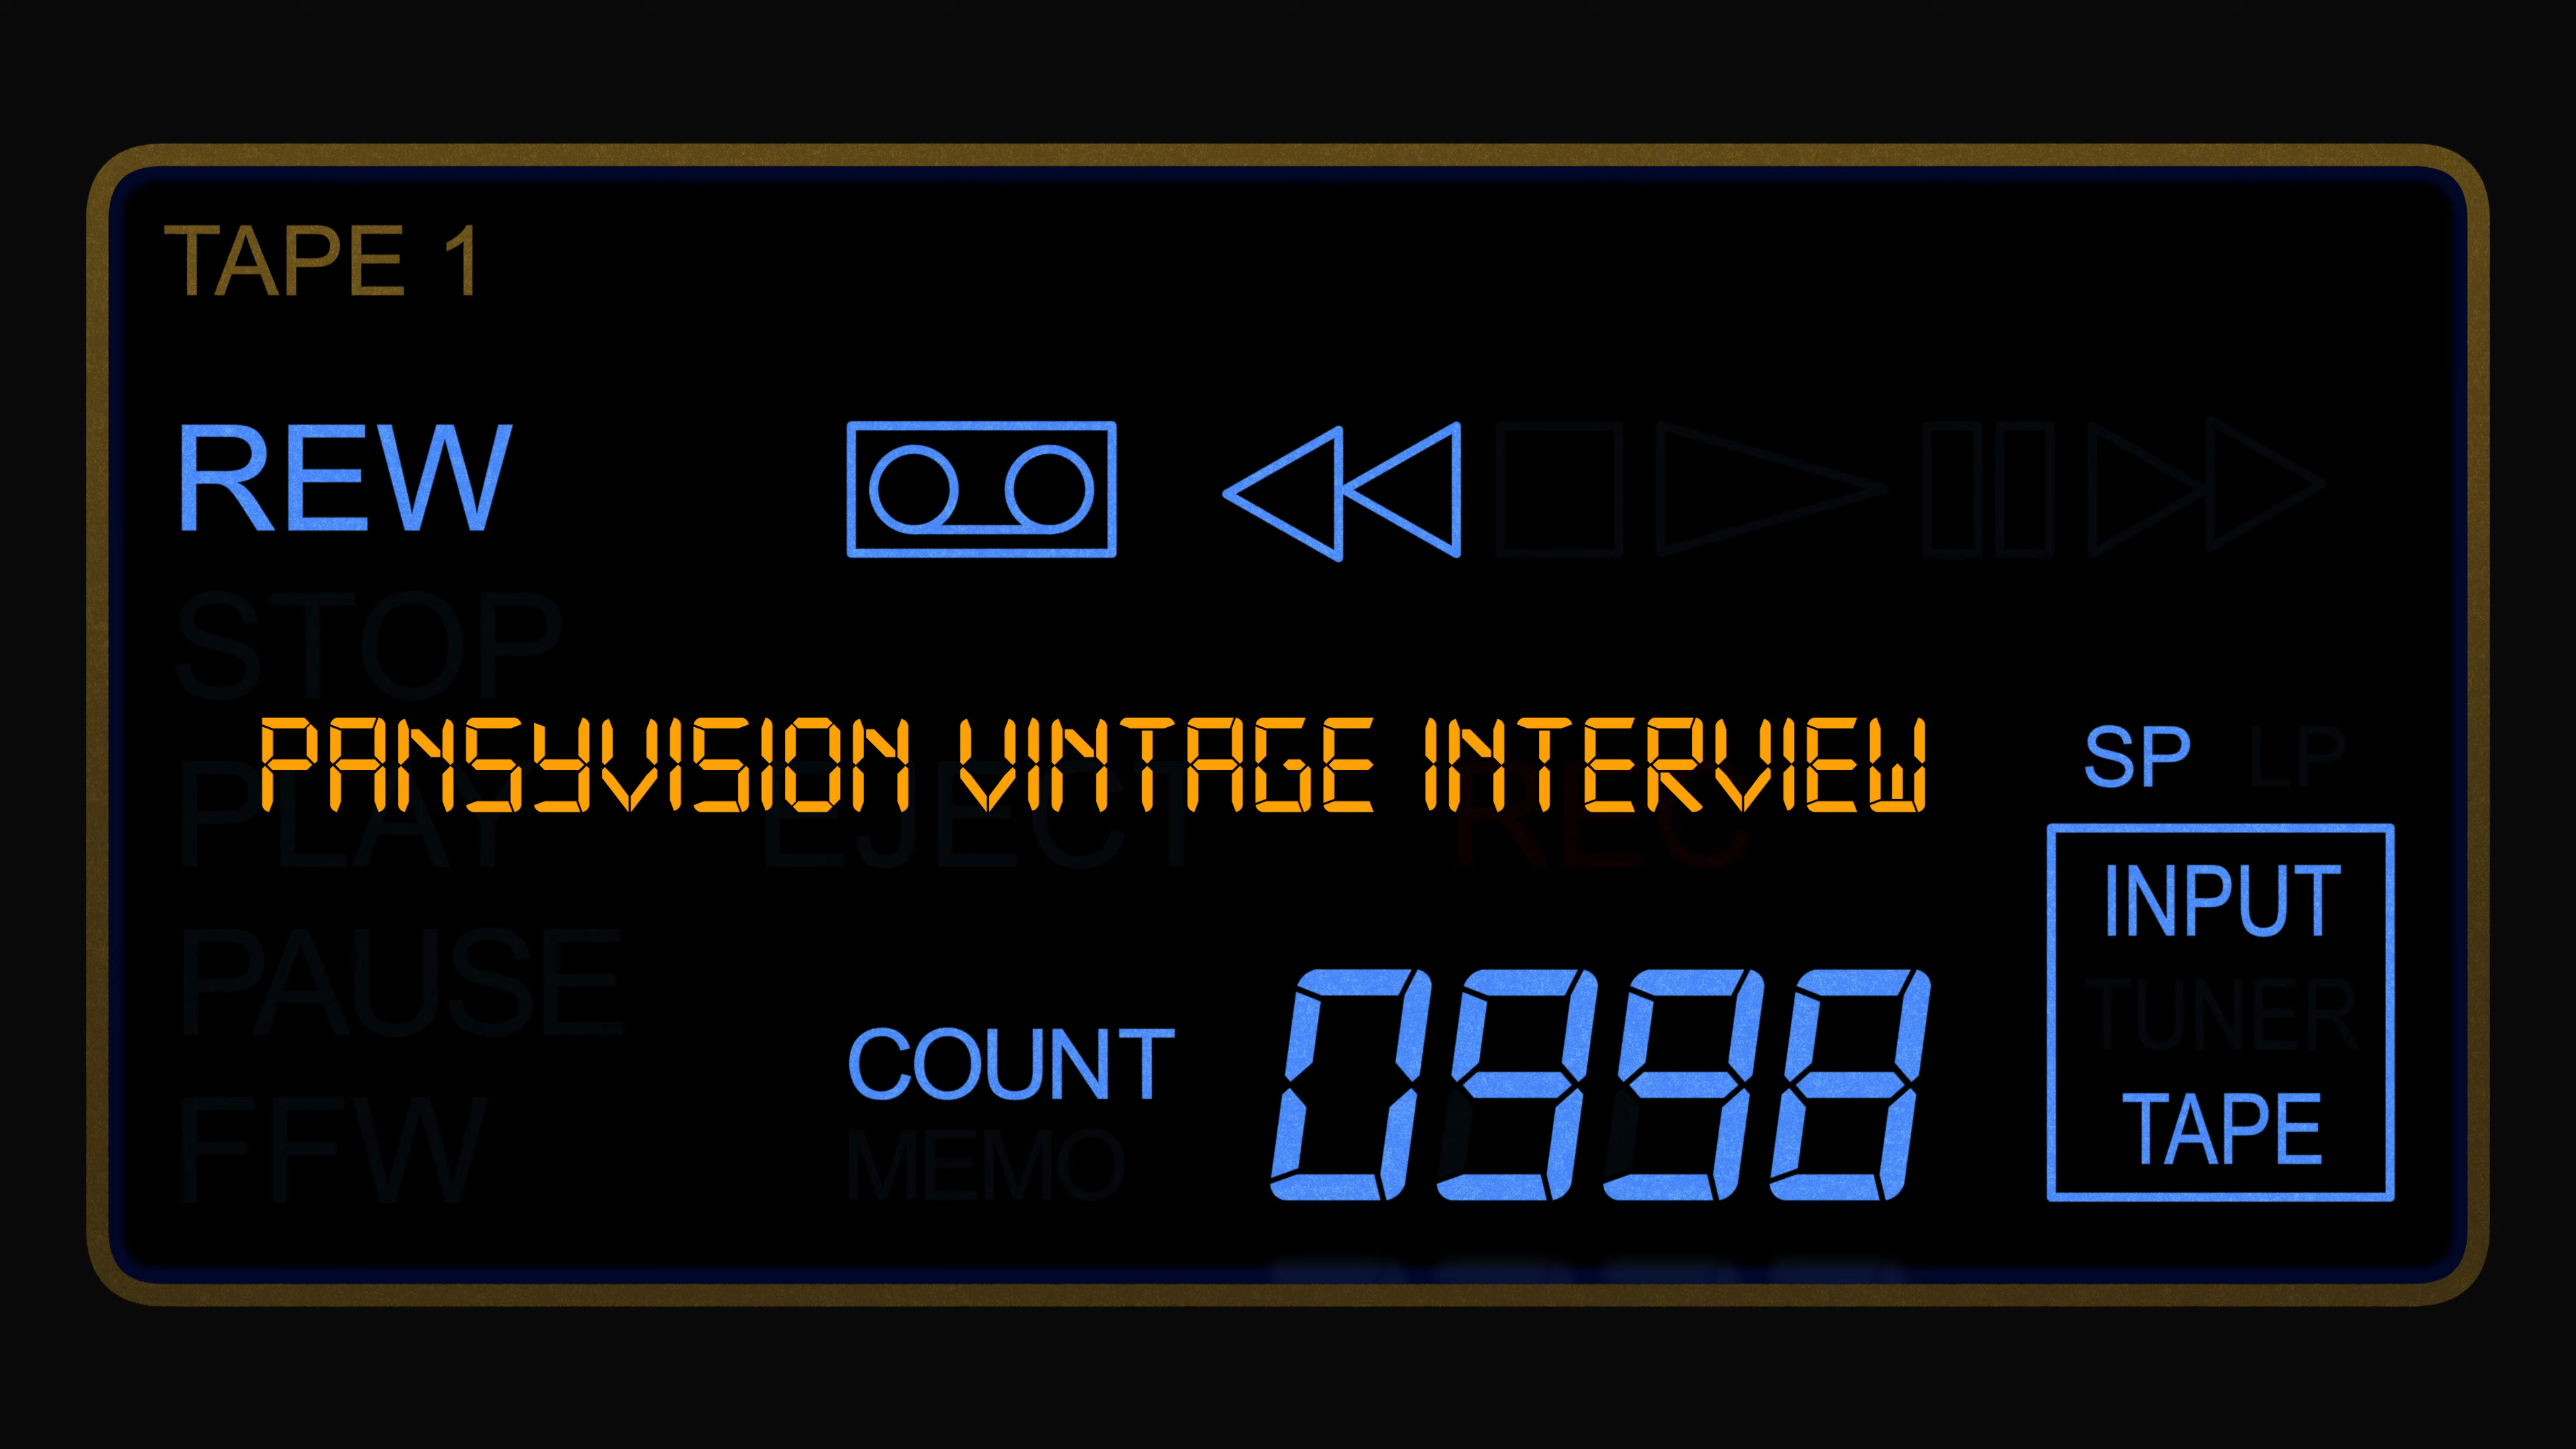 TAPE 1
REW
STOP
PANSYVISION VINTAGE INTERVIEW
SP LP
PLAY EJECT REC
INPUT
PAUSE
TUNER
COUNT 0998
TAPE
FFW
MEMO